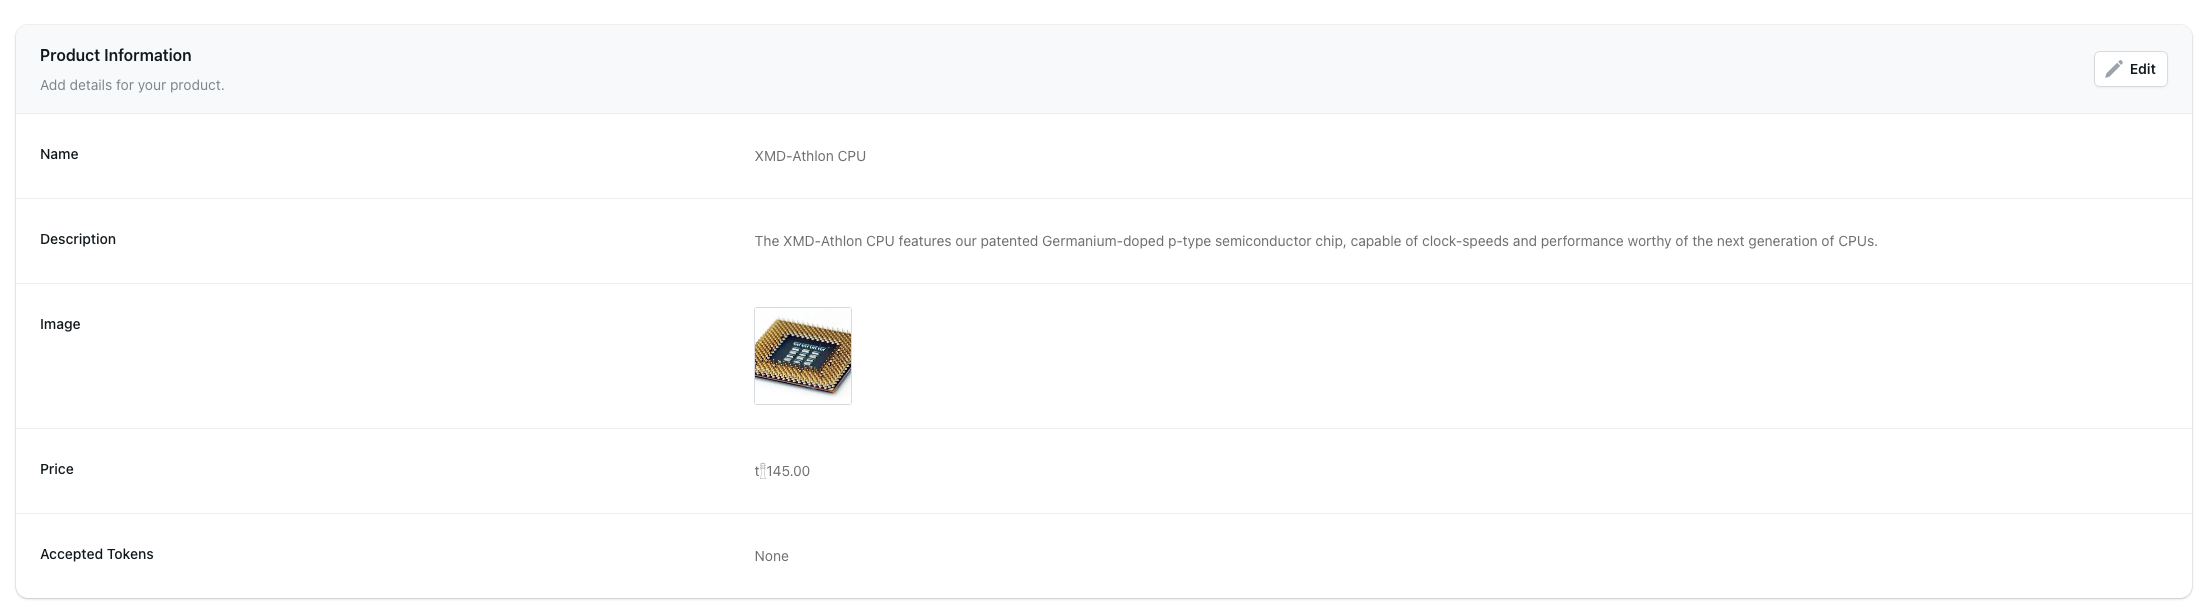 Product Information
Add details for your product.
Edit
Name
XMD-Athlon CPU
Description
The XMD-Athlon CPU features our patented Germanium-doped p-type semiconductor chip, capable of clock-speeds and performance worthy of the next generation of CPUs.
Image
Price
145.00
Accepted Tokens
None